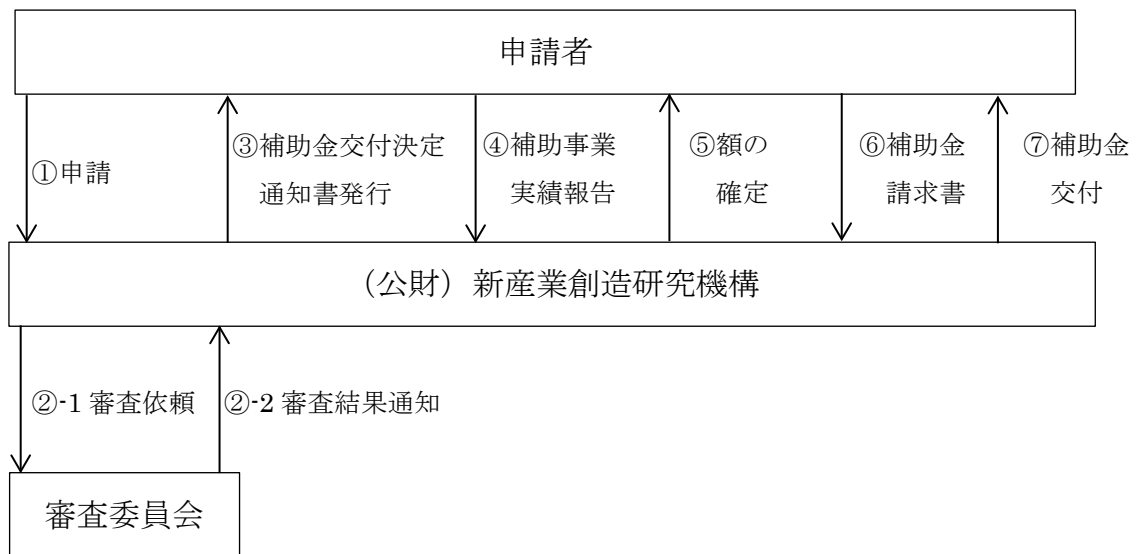 申請者
①申請
③補助金交付決定
通知書発行
④補助事業
実績報告
⑤額の
確定
⑥補助金
請求書
⑦補助金
交付
（公財）新産業創造研究機構
②-1 審査依頼
②-2 審査結果通知
審査委員会